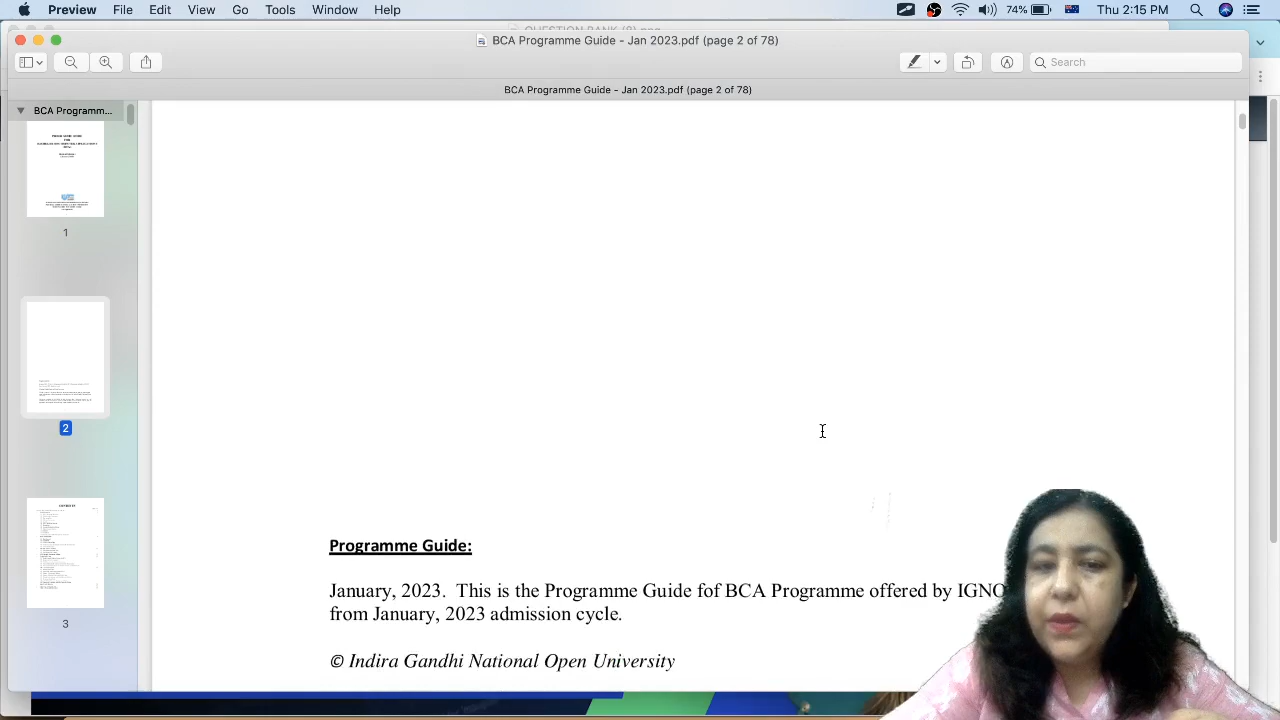 Preview File Edit View Go Tools Window Help 74% Thu 2:15 PM
BCA Programme Guide - Jan 2023.pdf (page 2 of 78)
Search
BCA Programme Guide - Jan 2023.pdf (page 2 of 78)
BCA Programm...
1
2
3
Programme Guide:
January, 2023. This is the Programme Guide fof BCA Programme offered by IGNO
from January, 2023 admission cycle.
© Indira Gandhi National Open University